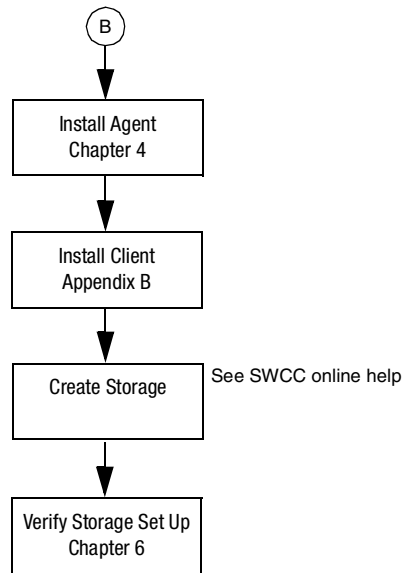 B
Install Agent
Chapter 4
Install Client
Appendix B
Create Storage
See SWCC online help
Verify Storage Set Up
Chapter 6